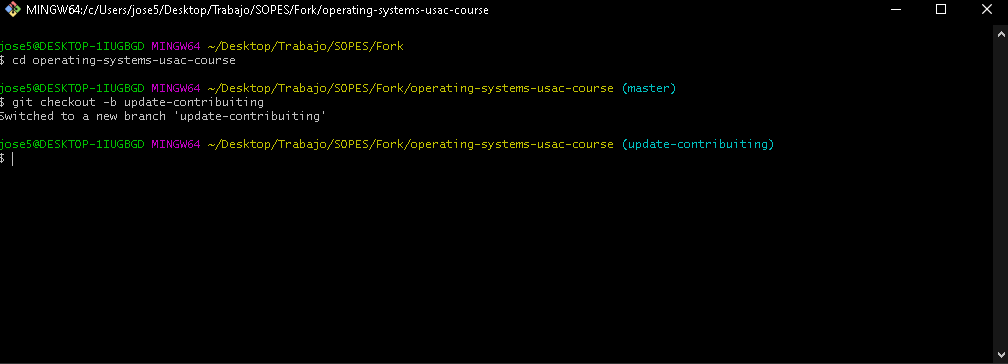 MINGW64:/c/Users/jose5/Desktop/Trabajo/SOPES/Fork/operating-systems-usac-course
jose5@DESKTOP-1IUGBGD MINGW64 ~/Desktop/Trabajo/SOPES/Fork
$ cd operating-systems-usac-course
jose5@DESKTOP-1IUGBGD MINGW64 ~/Desktop/Trabajo/SOPES/Fork/operating-systems-usac-course (master)
$ git checkout -b update-contribuiting
Switched to a new branch 'update-contribuiting'
jose5@DESKTOP-1IUGBGD MINGW64 ~/Desktop/Trabajo/SOPES/Fork/operating-systems-usac-course (update-contribuiting)
$